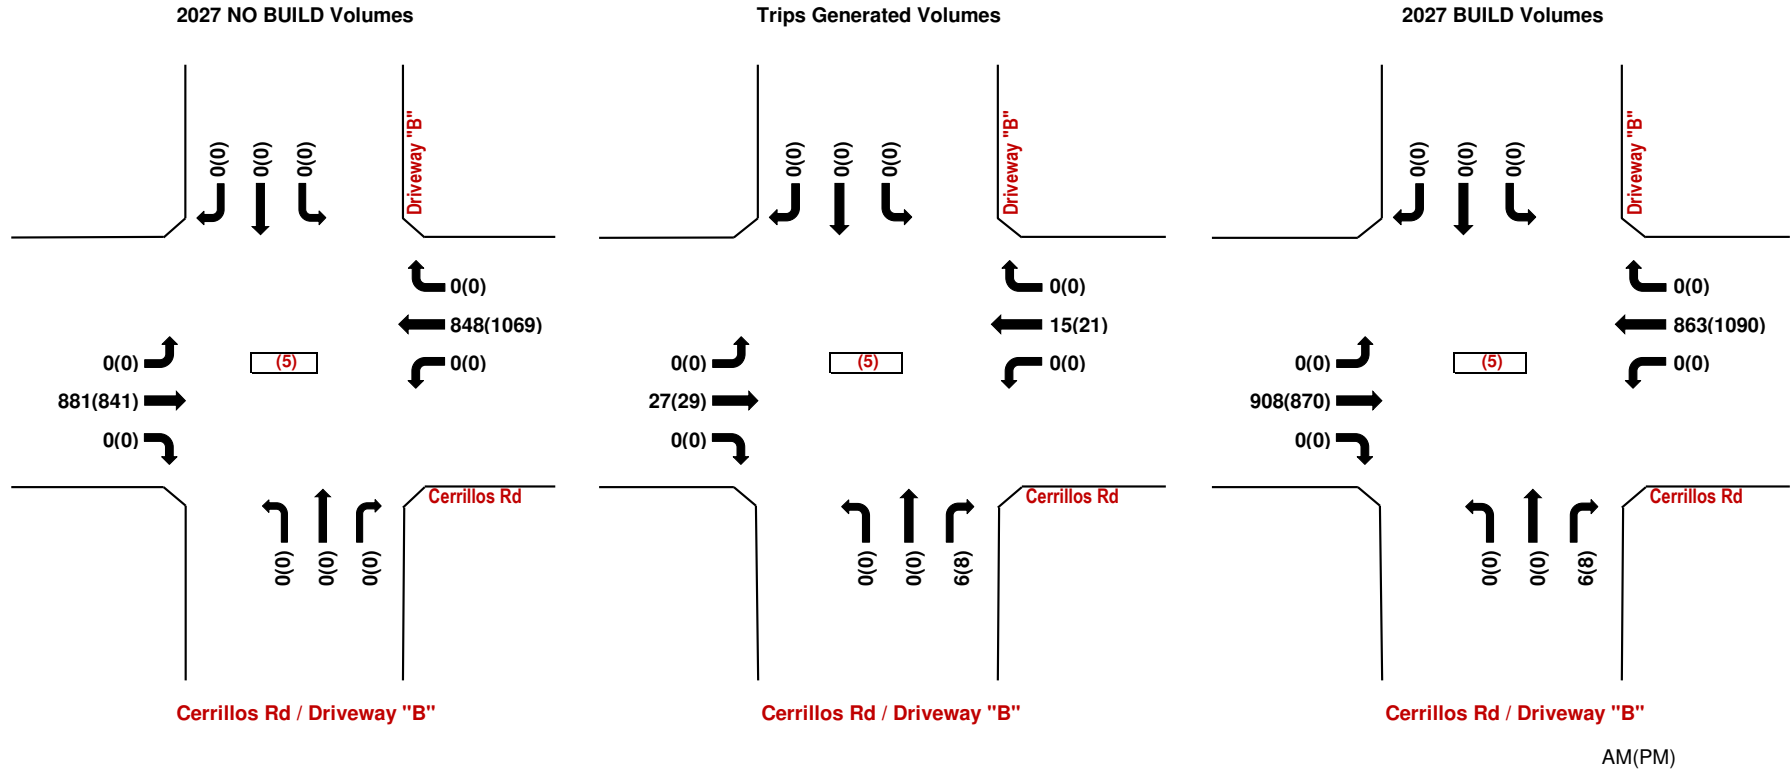 2027 NO BUILD Volumes
Driveway "B"
0(0) 0(0) 0(0)
0(0)
848(1069)
0(0)
0(0)
881(841)
0(0)
(5)
Cerrillos Rd
0(0) 0(0) 0(0)
Cerrillos Rd / Driveway "B"
Trips Generated Volumes
Driveway "B"
0(0) 0(0) 0(0)
0(0)
15(21)
0(0)
0(0)
27(29)
0(0)
(5)
Cerrillos Rd
0(0) 0(0) 6(8)
Cerrillos Rd / Driveway "B"
2027 BUILD Volumes
Driveway "B"
0(0) 0(0) 0(0)
0(0)
863(1090)
0(0)
0(0)
908(870)
0(0)
(5)
Cerrillos Rd
0(0) 0(0) 6(8)
Cerrillos Rd / Driveway "B"
AM(PM)